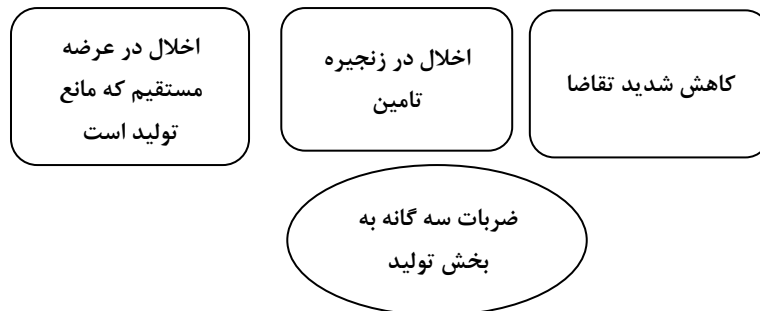 کاهش شدید تقاضا
اخلال در زنجیره
تامین
اخلال در عرضه
مستقیم که مانع
تولید است
ضربات سه گانه به
بخش تولید